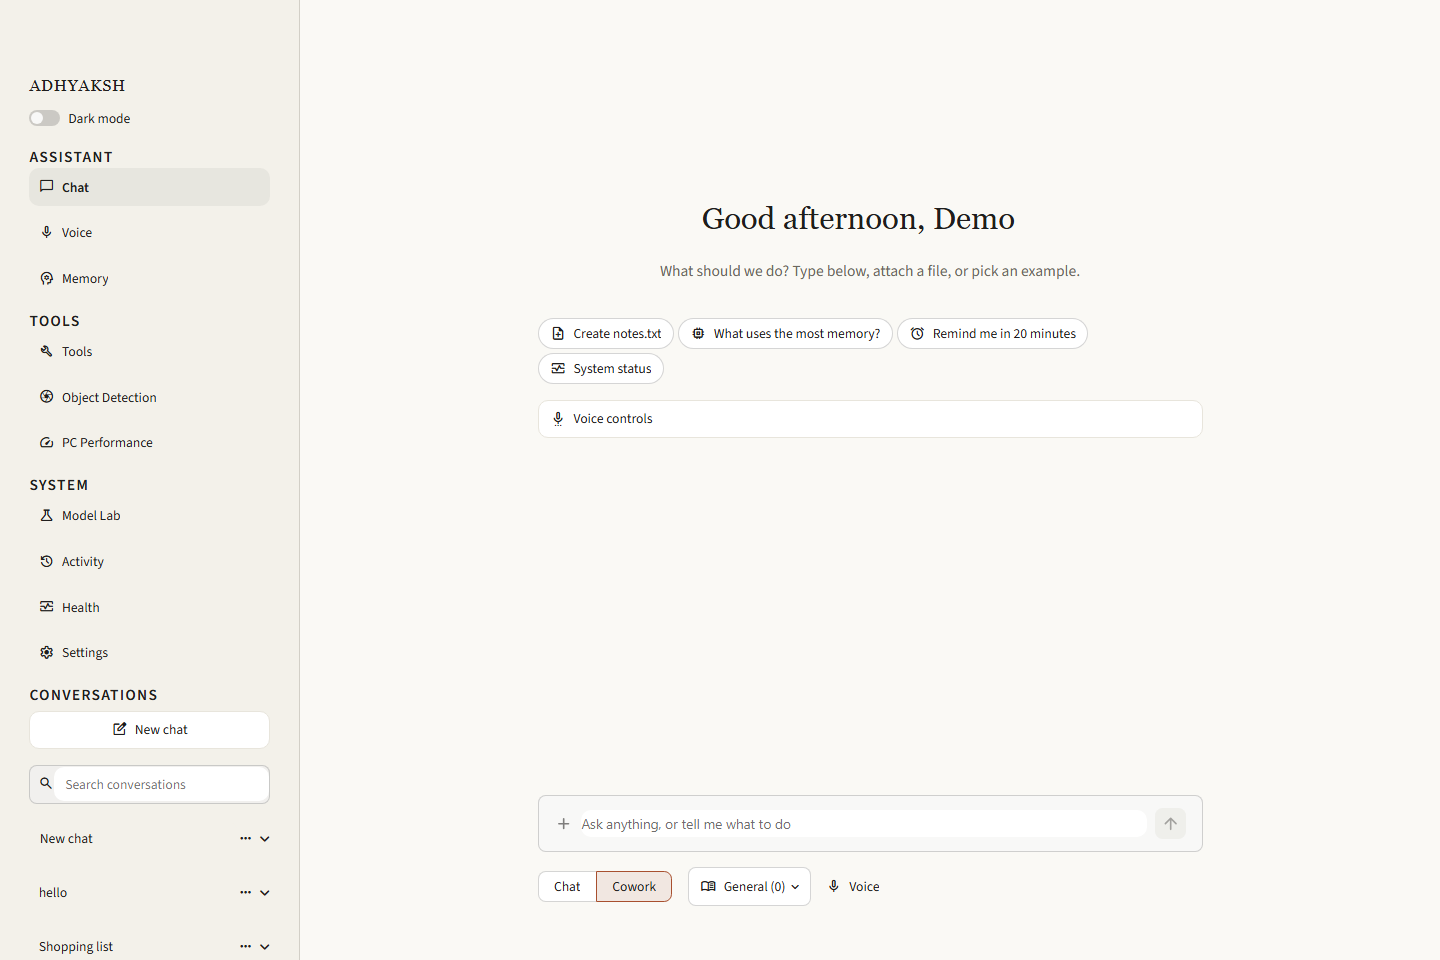 ADHYAKSH
Dark mode
ASSISTANT
Chat
Voice
Memory
TOOLS
Tools
Object Detection
PC Performance
SYSTEM
Model Lab
Activity
Health
Settings
CONVERSATIONS
New chat
Search conversations
New chat
hello
Shopping list
Good afternoon, Demo
What should we do? Type below, attach a file, or pick an example.
Create notes.txt What uses the most memory? Remind me in 20 minutes
System status
Voice controls
Ask anything, or tell me what to do
Chat Cowork General (0) Voice